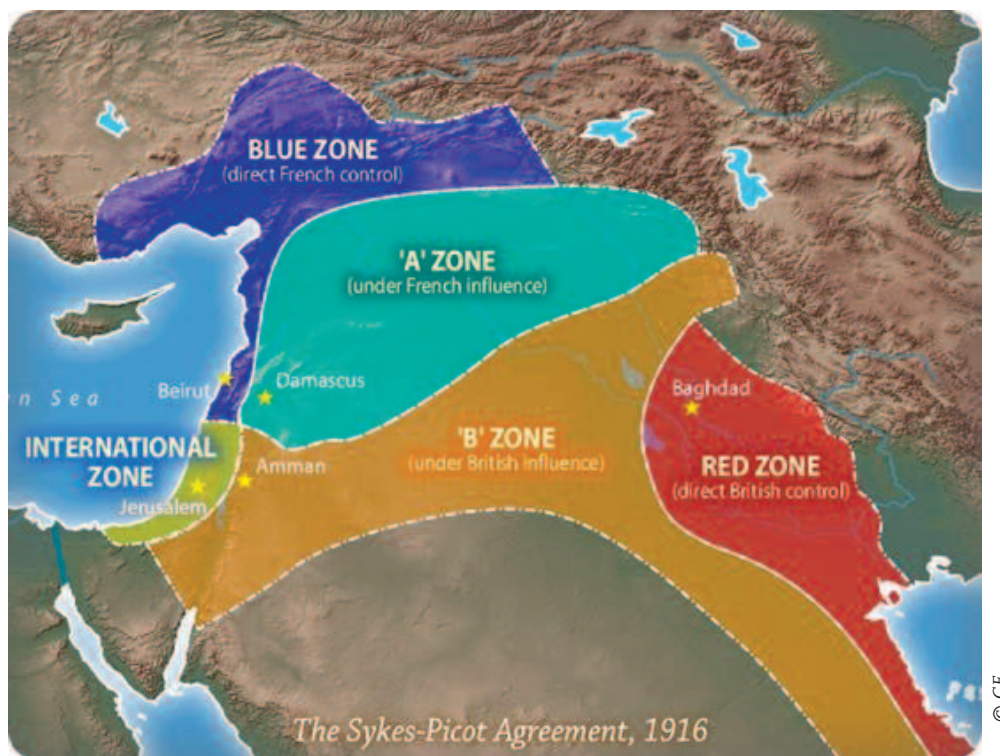 BLUE ZONE
(direct French control)
'A' ZONE
(under French influence)
Beirut
Damascus
Baghdad
n Sea
INTERNATIONAL
ZONE
'B' ZONE
(under British influence)
Amman
RED ZONE
(direct British control)
Jerusalem
The Sykes-Picot Agreement, 1916
© CF